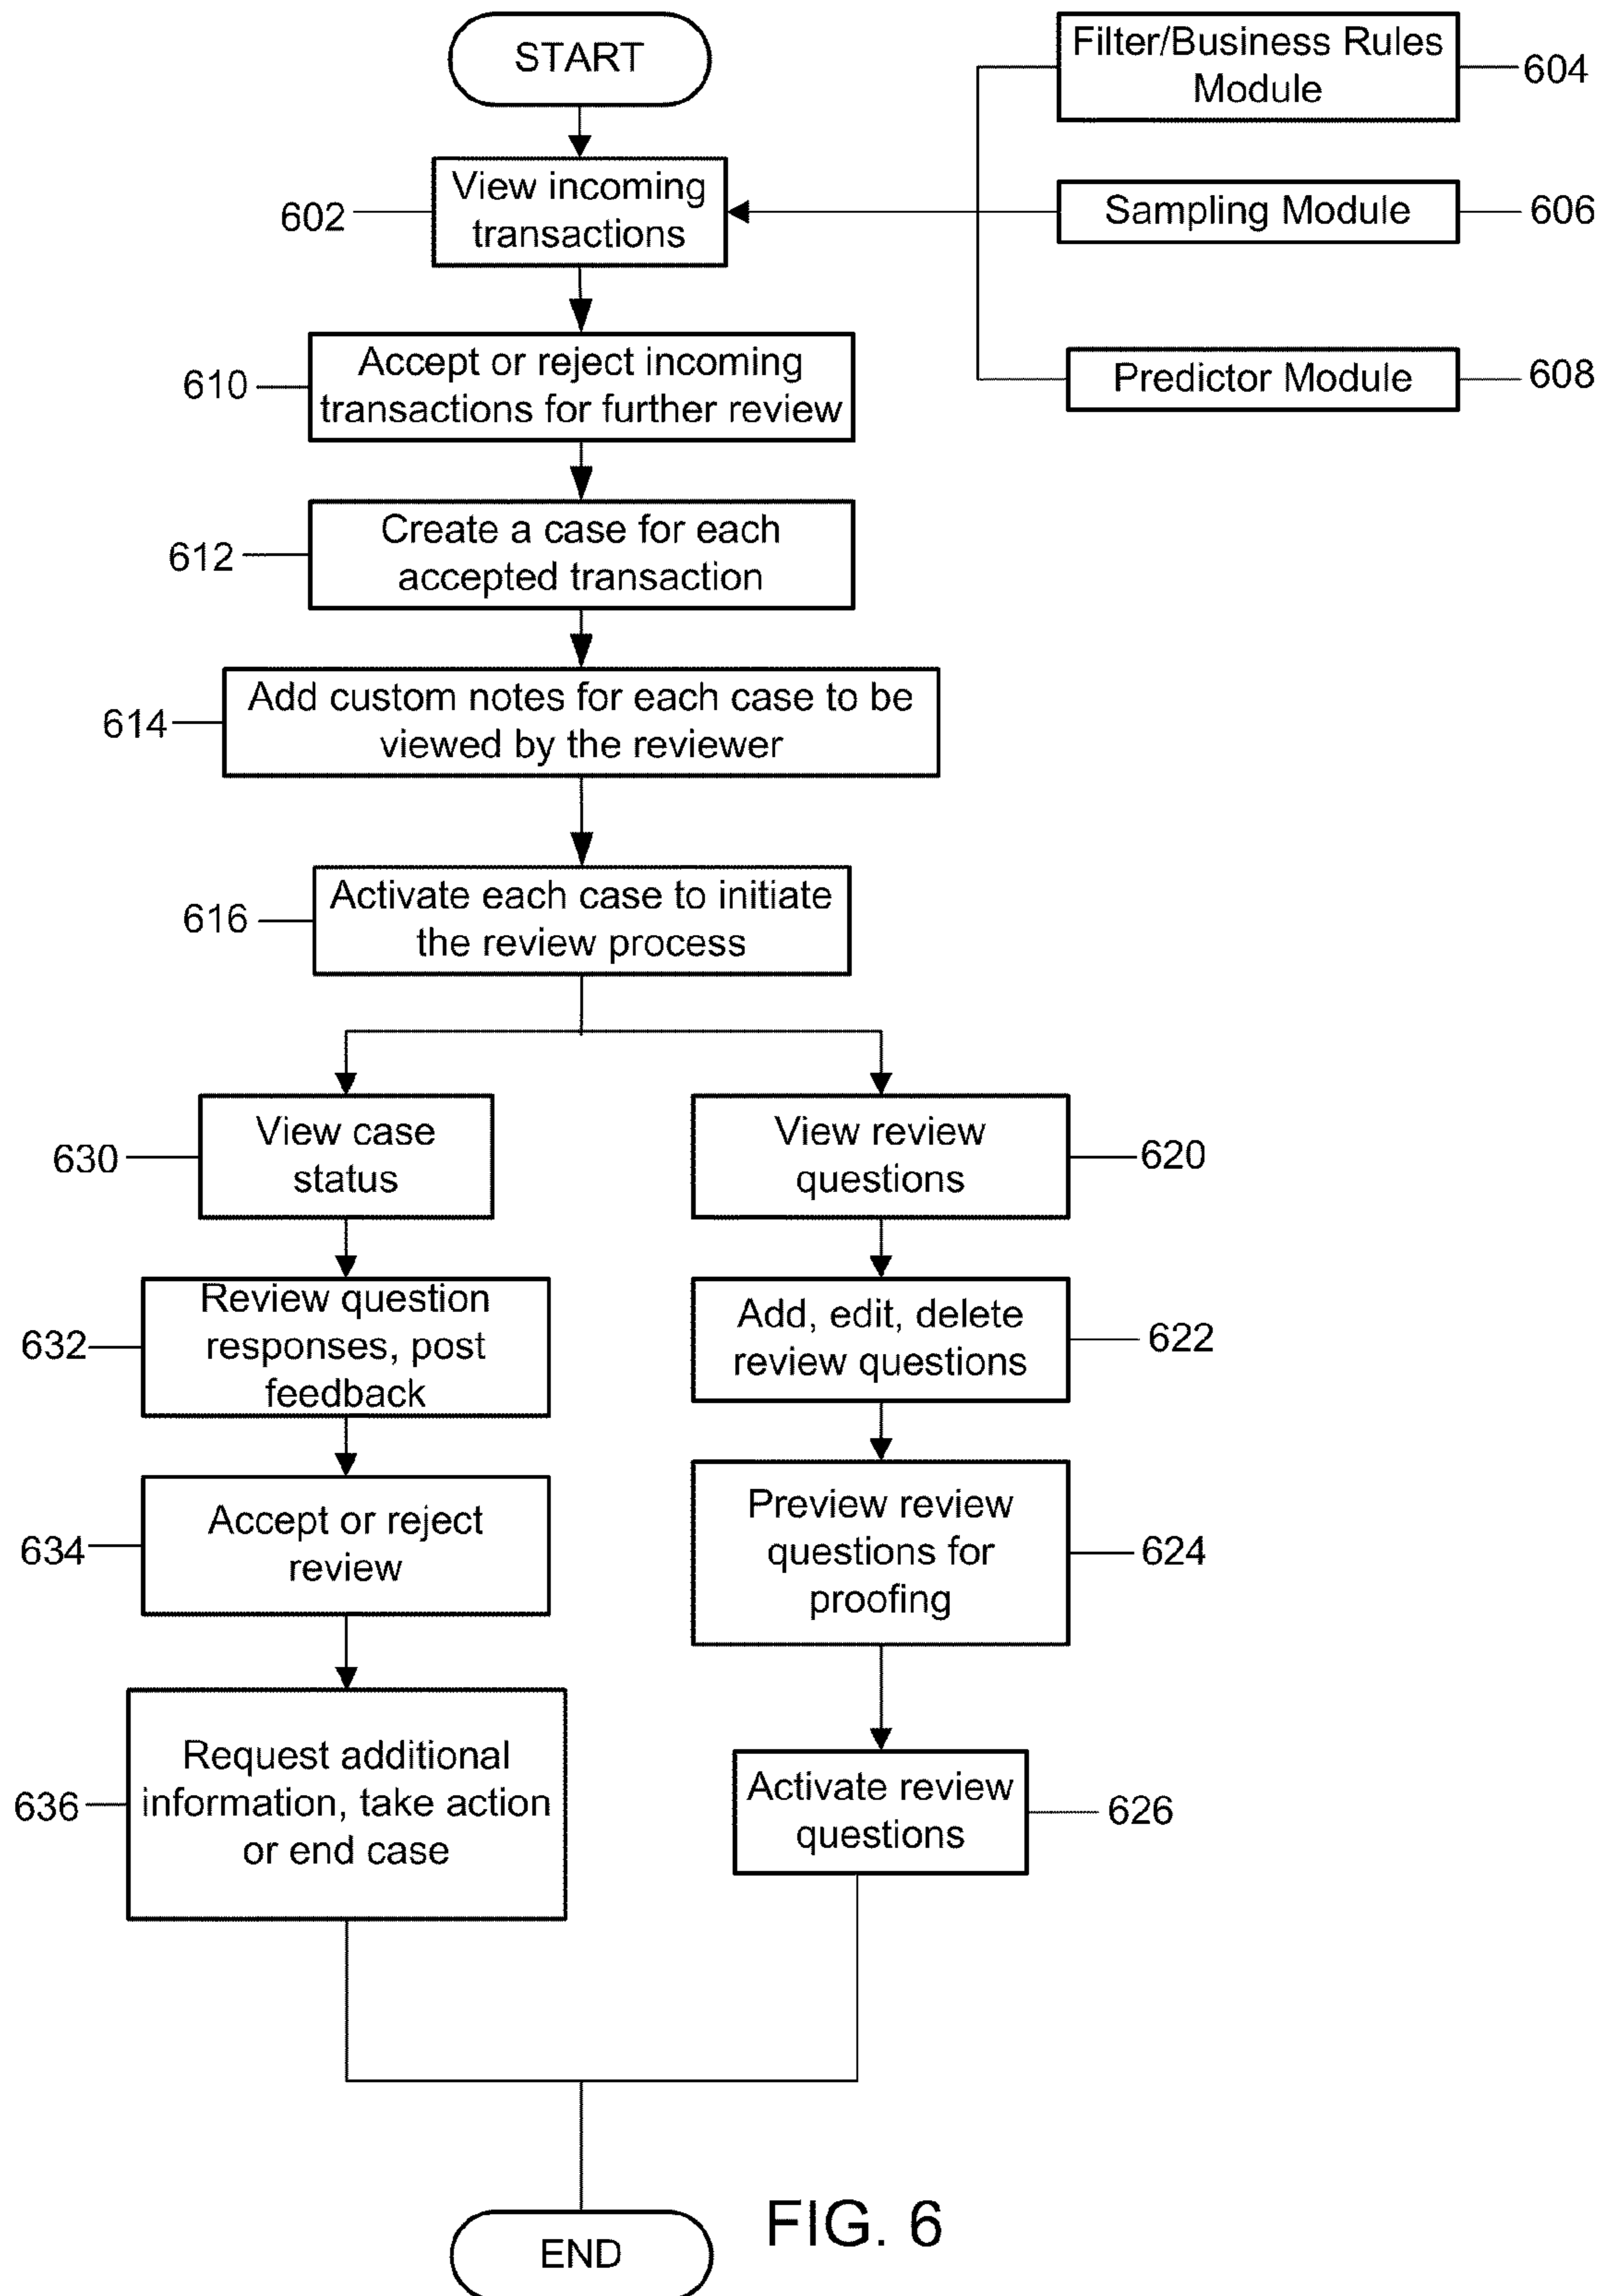 START
Filter/Business Rules
Module
604
View incoming
transactions
602
Sampling Module
606
Predictor Module
608
Accept or reject incoming
transactions for further review
610
Create a case for each
accepted transaction
612
Add custom notes for each case to be
viewed by the reviewer
614
Activate each case to initiate
the review process
616
View case
status
630
View review
questions
620
Review question
responses, post
feedback
632
Add, edit, delete
review questions
622
Accept or reject
review
634
Preview review
questions for
proofing
624
Request additional
information, take action
or end case
636
Activate review
questions
626
FIG. 6
END